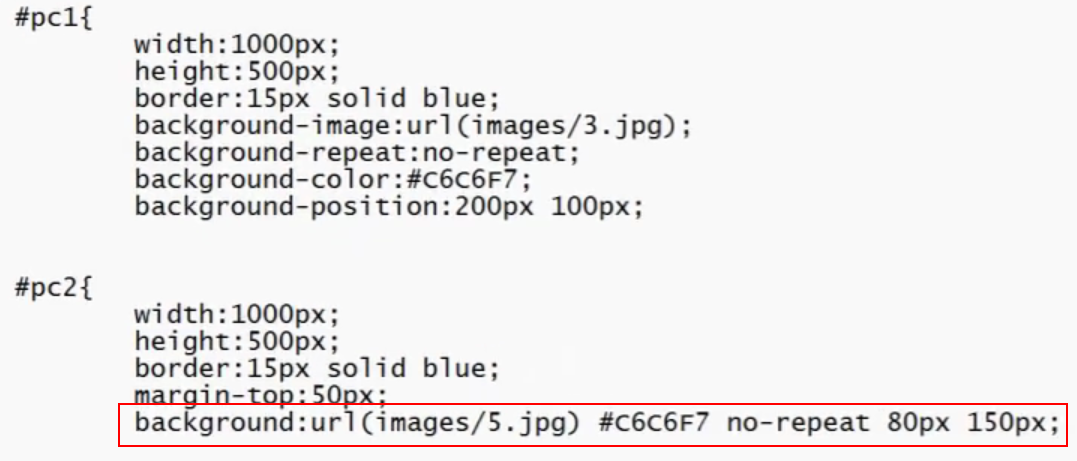 #pc1{
width:1000px;
height:500px;
border:15px solid blue;
background-image:url(images/3.jpg);
background-repeat:no-repeat;
background-color:#C6C6F7;
background-position:200px 100px;
#pc2{
width:1000px;
height:500px;
border:15px solid blue;
margin-top:50px;
background:url(images/5.jpg) #C6C6F7 no-repeat 80px 150px;